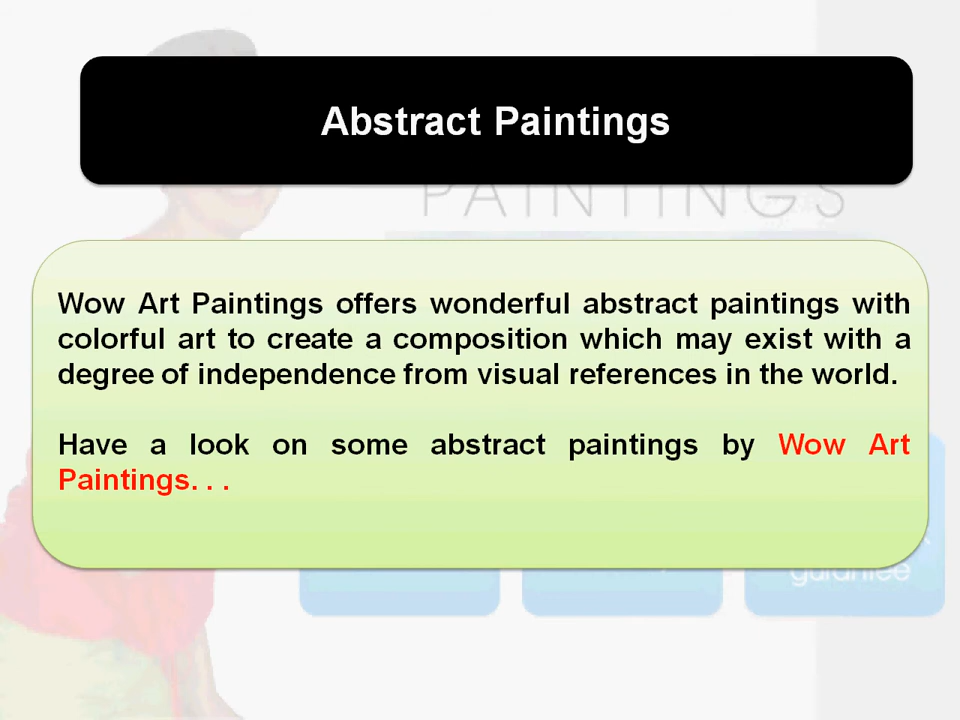 Abstract Paintings
PAINTINGS
Wow Art Paintings offers wonderful abstract paintings with
colorful art to create a composition which may exist with a
degree of independence from visual references in the world.
Have a look on some abstract paintings by Wow Art
Paintings. . .